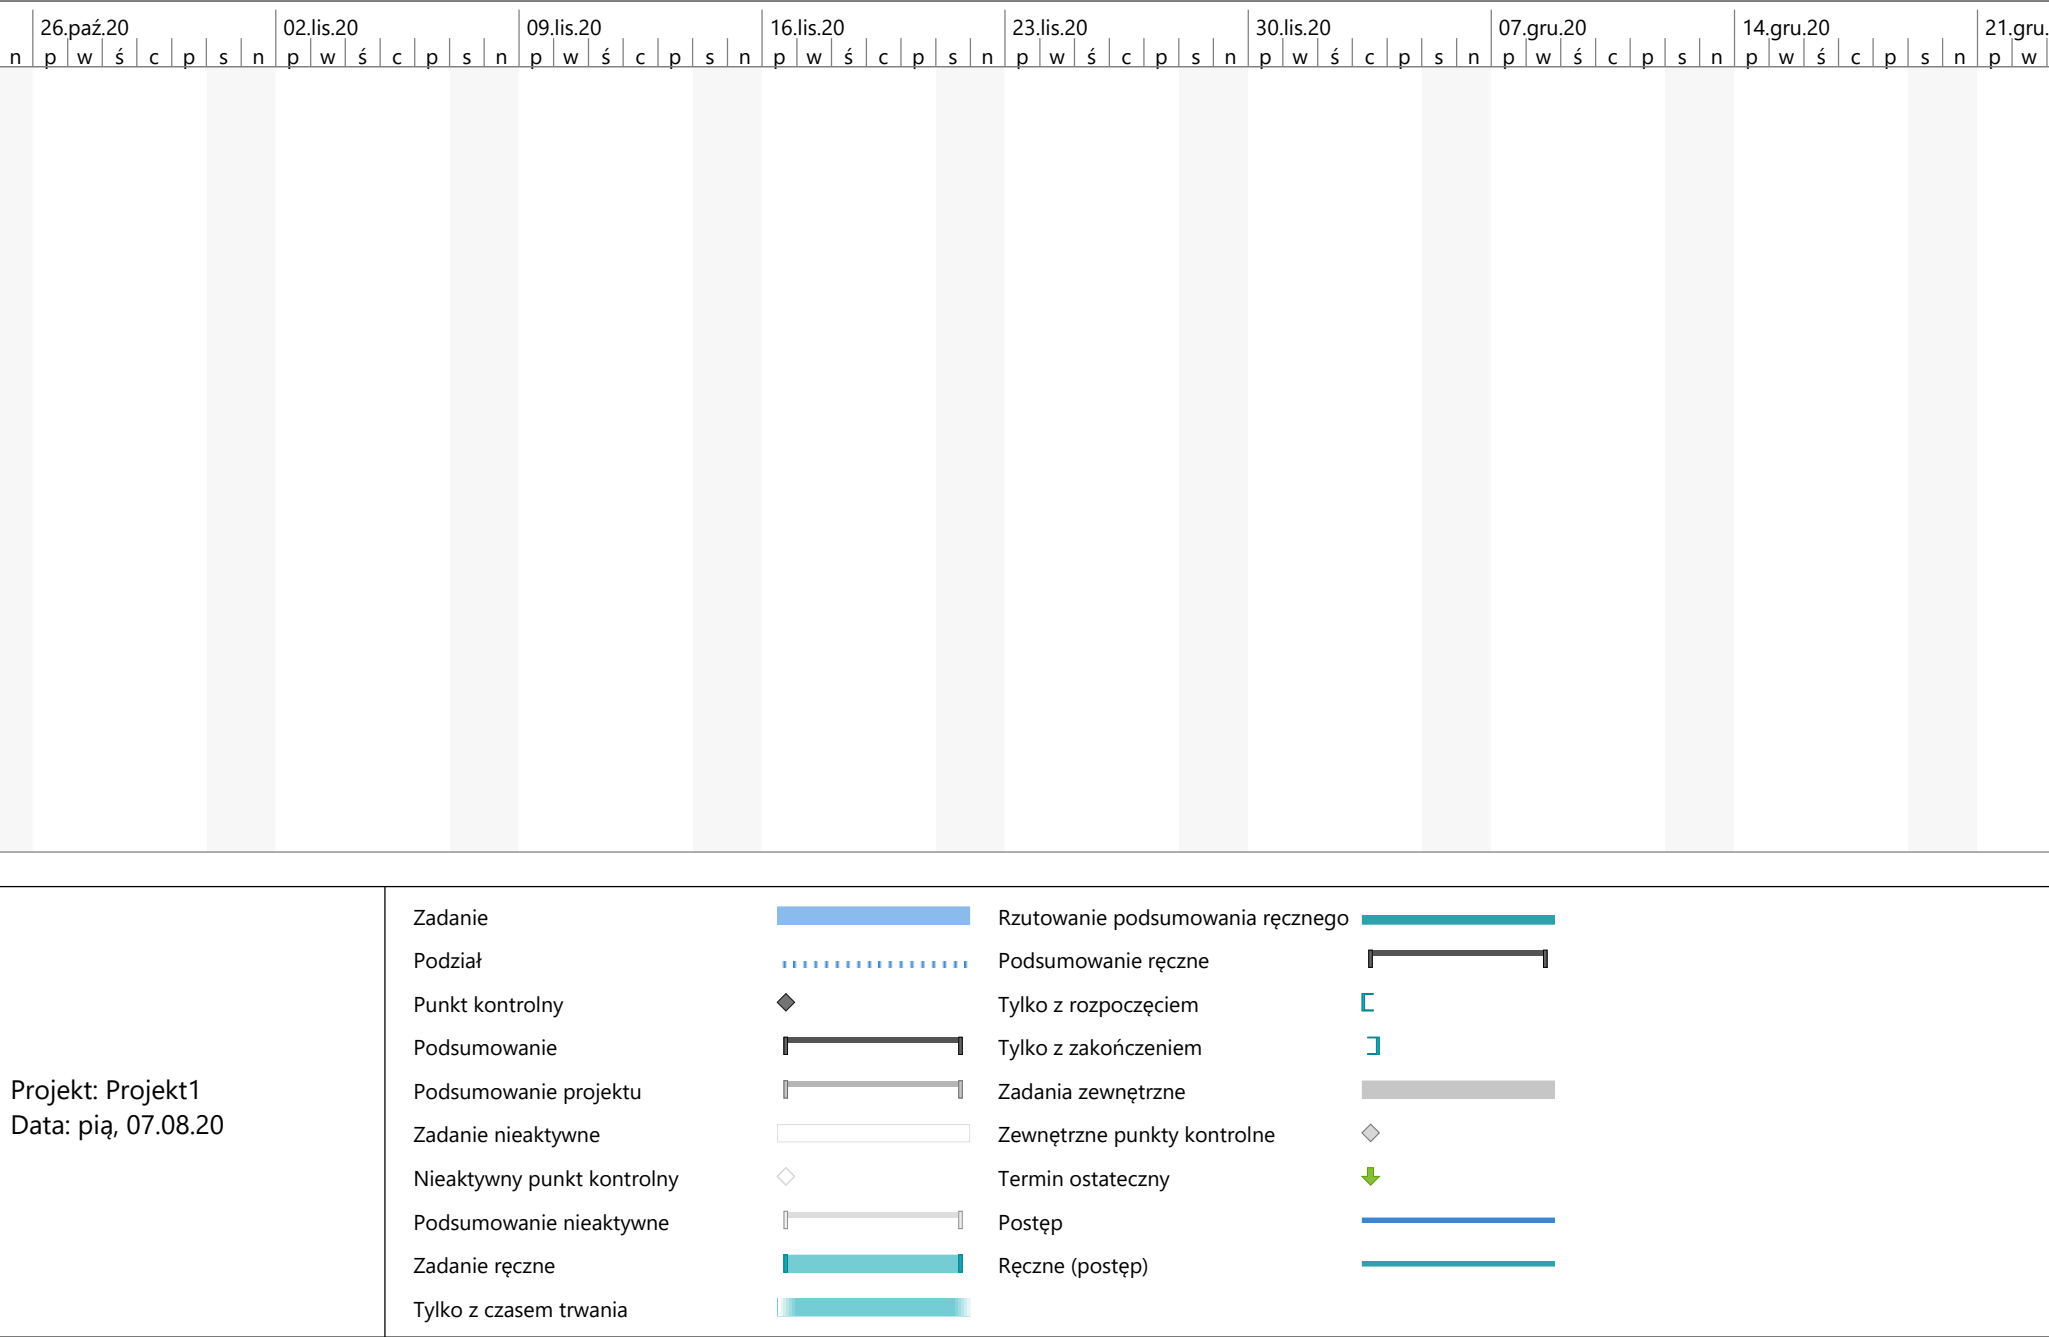 26.paź.20 02.lis.20 09.lis.20 16.lis.20 23.lis.20 30.lis.20 07.gru.20 14.gru.20 21.gru.
n p w ś c p s n p w ś c p s n p w ś c p s n p w ś c p s n p w ś c p s n p w ś c p s n p w ś c p s n p w ś c p s n p w
Projekt: Projekt1
Data: pią, 07.08.20
Zadanie
Podział
Punkt kontrolny
Podsumowanie
Podsumowanie projektu
Zadanie nieaktywne
Nieaktywny punkt kontrolny
Podsumowanie nieaktywne
Zadanie ręczne
Tylko z czasem trwania
Rzutowanie podsumowania ręcznego
Podsumowanie ręczne
Tylko z rozpoczęciem
Tylko z zakończeniem
Zadania zewnętrzne
Zewnętrzne punkty kontrolne
Termin ostateczny
Postęp
Ręczne (postęp)